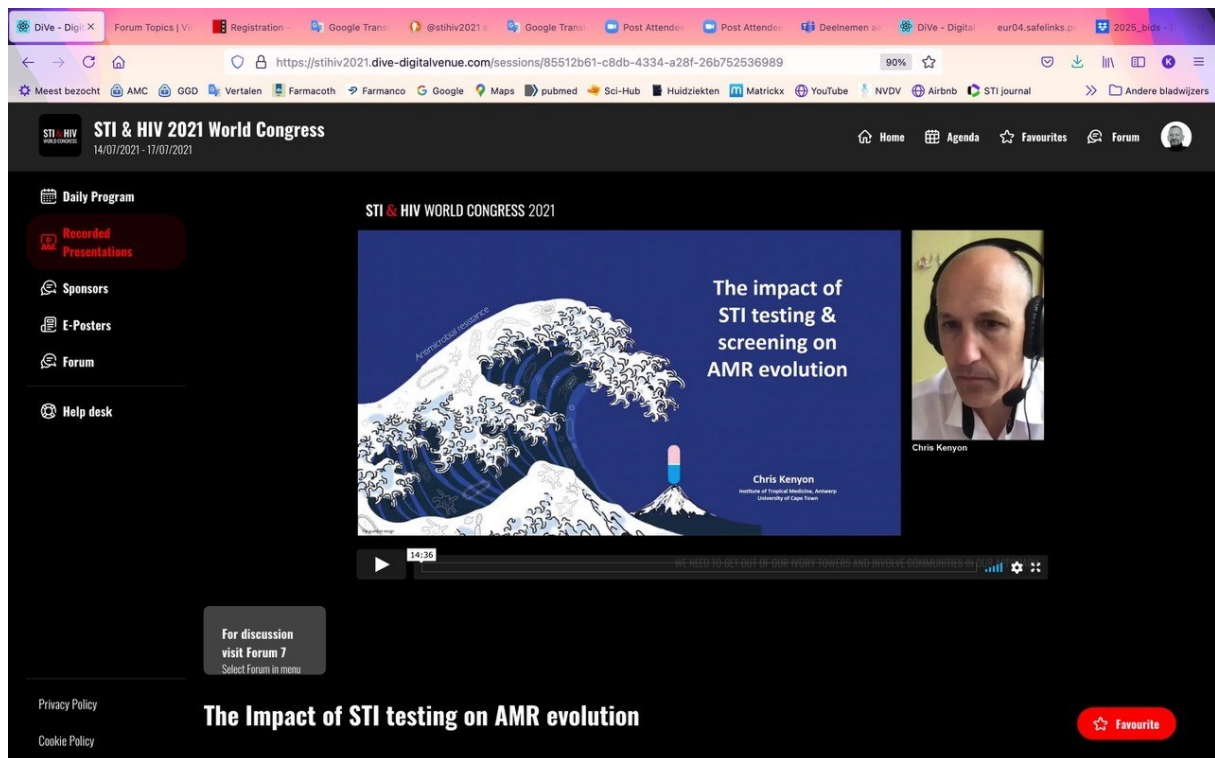 DiVe - Digit
Forum Topics | Vir
Registration -
Google Transl
@stihiv2021 a
Google Transl
Post Attendee
Post Attendee
Deelnemen aa
DiVe - Digital
eur04.safelinks.pr
2025_bids - D
https://stihiv2021.dive-digitalvenue.com/sessions/85512b61-c8db-4334-a28f-26b752536989
90%
K
Meest bezocht
AMC
GGD
Vertalen
Farmacoth
Farmanco
Google
Maps
pubmed
Sci-Hub
Huidziekten
Matrickx
YouTube
NVDV
Airbnb
STI journal
Andere bladwijzers
STI & HIV
WORLD CONGRESS
STI & HIV 2021 World Congress
14/07/2021 - 17/07/2021
Home
Agenda
Favourites
Forum
Daily Program
Recorded
Presentations
Sponsors
E-Posters
Forum
Help desk
STI & HIV WORLD CONGRESS 2021
Antimicrobial resistance
The impact of
STI testing &
screening on
AMR evolution
Chris Kenyon
Institute of Tropical Medicine, Antwerp
University of Cape Town
Chris Kenyon
14:36
WE NEED TO GET OUT OF OUR IVORY TOWERS AND INVOLVE COMMUNITIES IN OUR
For discussion
visit Forum 7
Select Forum in menu
The Impact of STI testing on AMR evolution
Favourite
Privacy Policy
Cookie Policy